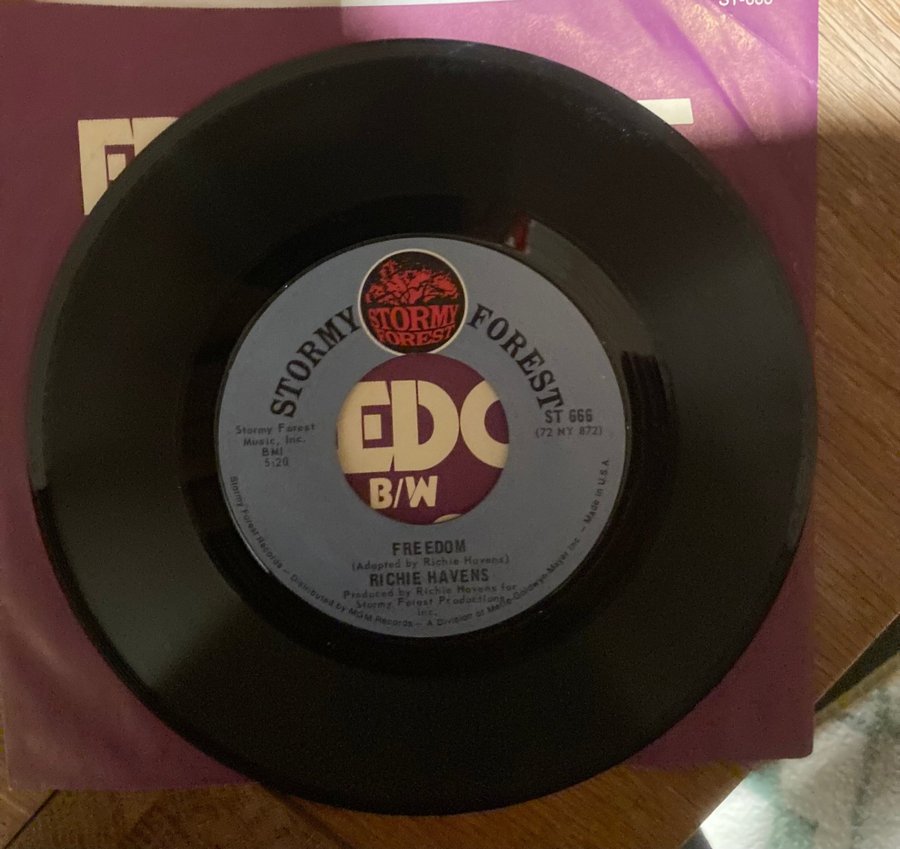 STORMY FOREST
STORMY
FOREST
ST 666
(72 NY 872)
Stormy Forest
Music, Inc.
BMI
5:20
EDO
B/W
FREEDOM
(Adapted by Richie Havens)
RICHIE HAVENS
Produced by Richie Havens for
Stormy Forest Productions,
Inc.
Stormy Forest Records – Distributed by MGM Records – A Division of Metro-Goldwyn-Mayer Inc. – Made in U.S.A